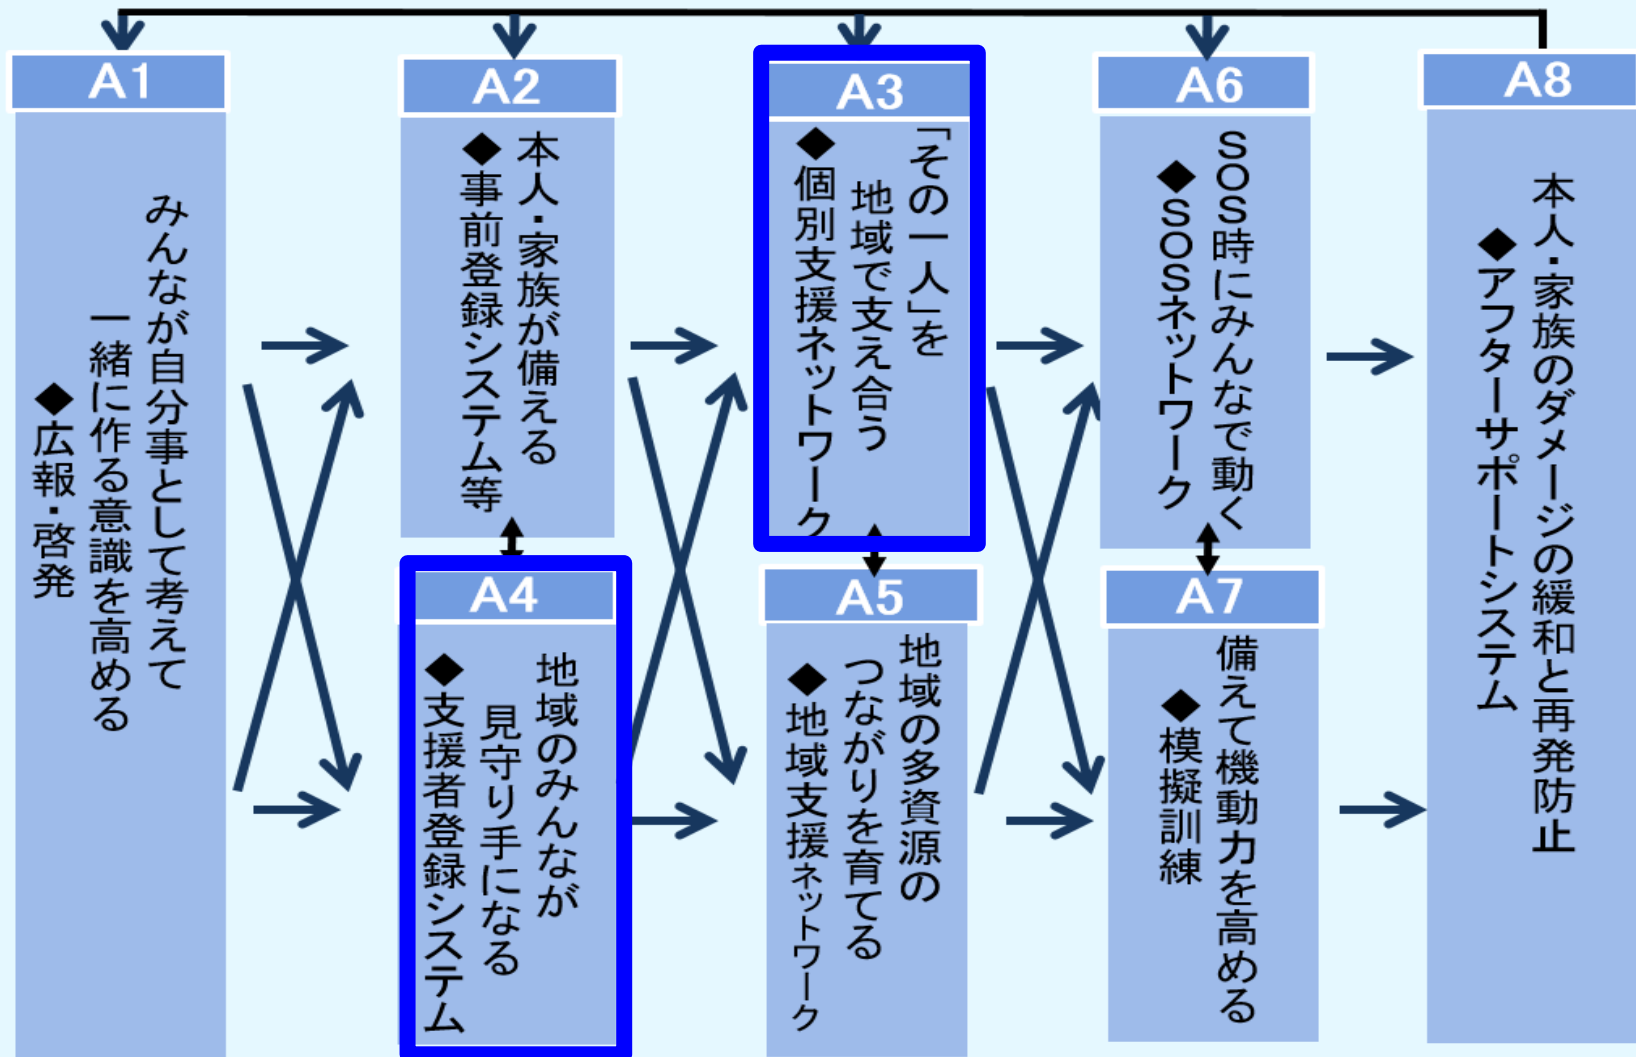 A1
みんなが自分事として考えて
一緒に作る意識を高める
◆広報・啓発
A2
本人・家族が備える
◆事前登録システム等
A3
「その一人」を
地域で支え合う
◆個別支援ネットワーク
A4
地域のみんなが
見守り手になる
◆支援者登録システム
A5
地域の多資源の
つながりを育てる
◆地域支援ネットワーク
A6
SOS時にみんなで動く
◆SOSネットワーク
A7
備えて機動力を高める
◆模擬訓練
A8
本人・家族のダメージの緩和と再発防止
◆アフターサポートシステム